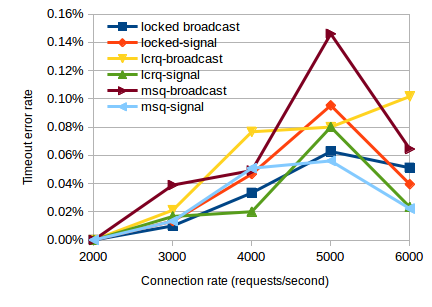 0.16%
0.14%
0.12%
0.10%
0.08%
0.06%
0.04%
0.02%
0.00%
Timeout error rate
locked broadcast
locked-signal
lcrq-broadcast
lcrq-signal
msq-broadcast
msq-signal
2000 3000 4000 5000 6000
Connection rate (requests/second)